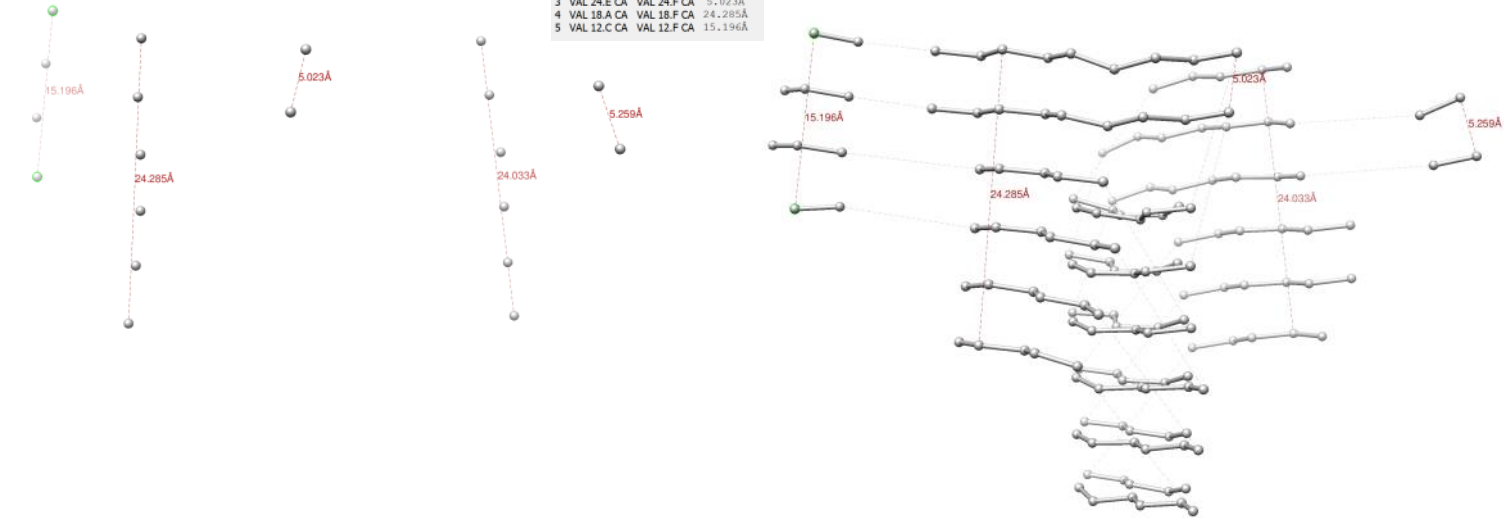 3 VAL 24.E CA VAL 24.F CA 5.023Å
4 VAL 18.A CA VAL 18.F CA 24.285Å
5 VAL 12.C CA VAL 12.F CA 15.196Å
15.196Å
5.023Å
24.285Å
24.033Å
5.259Å
5.023Å
15.196Å
24.285Å
24.033Å
5.259Å